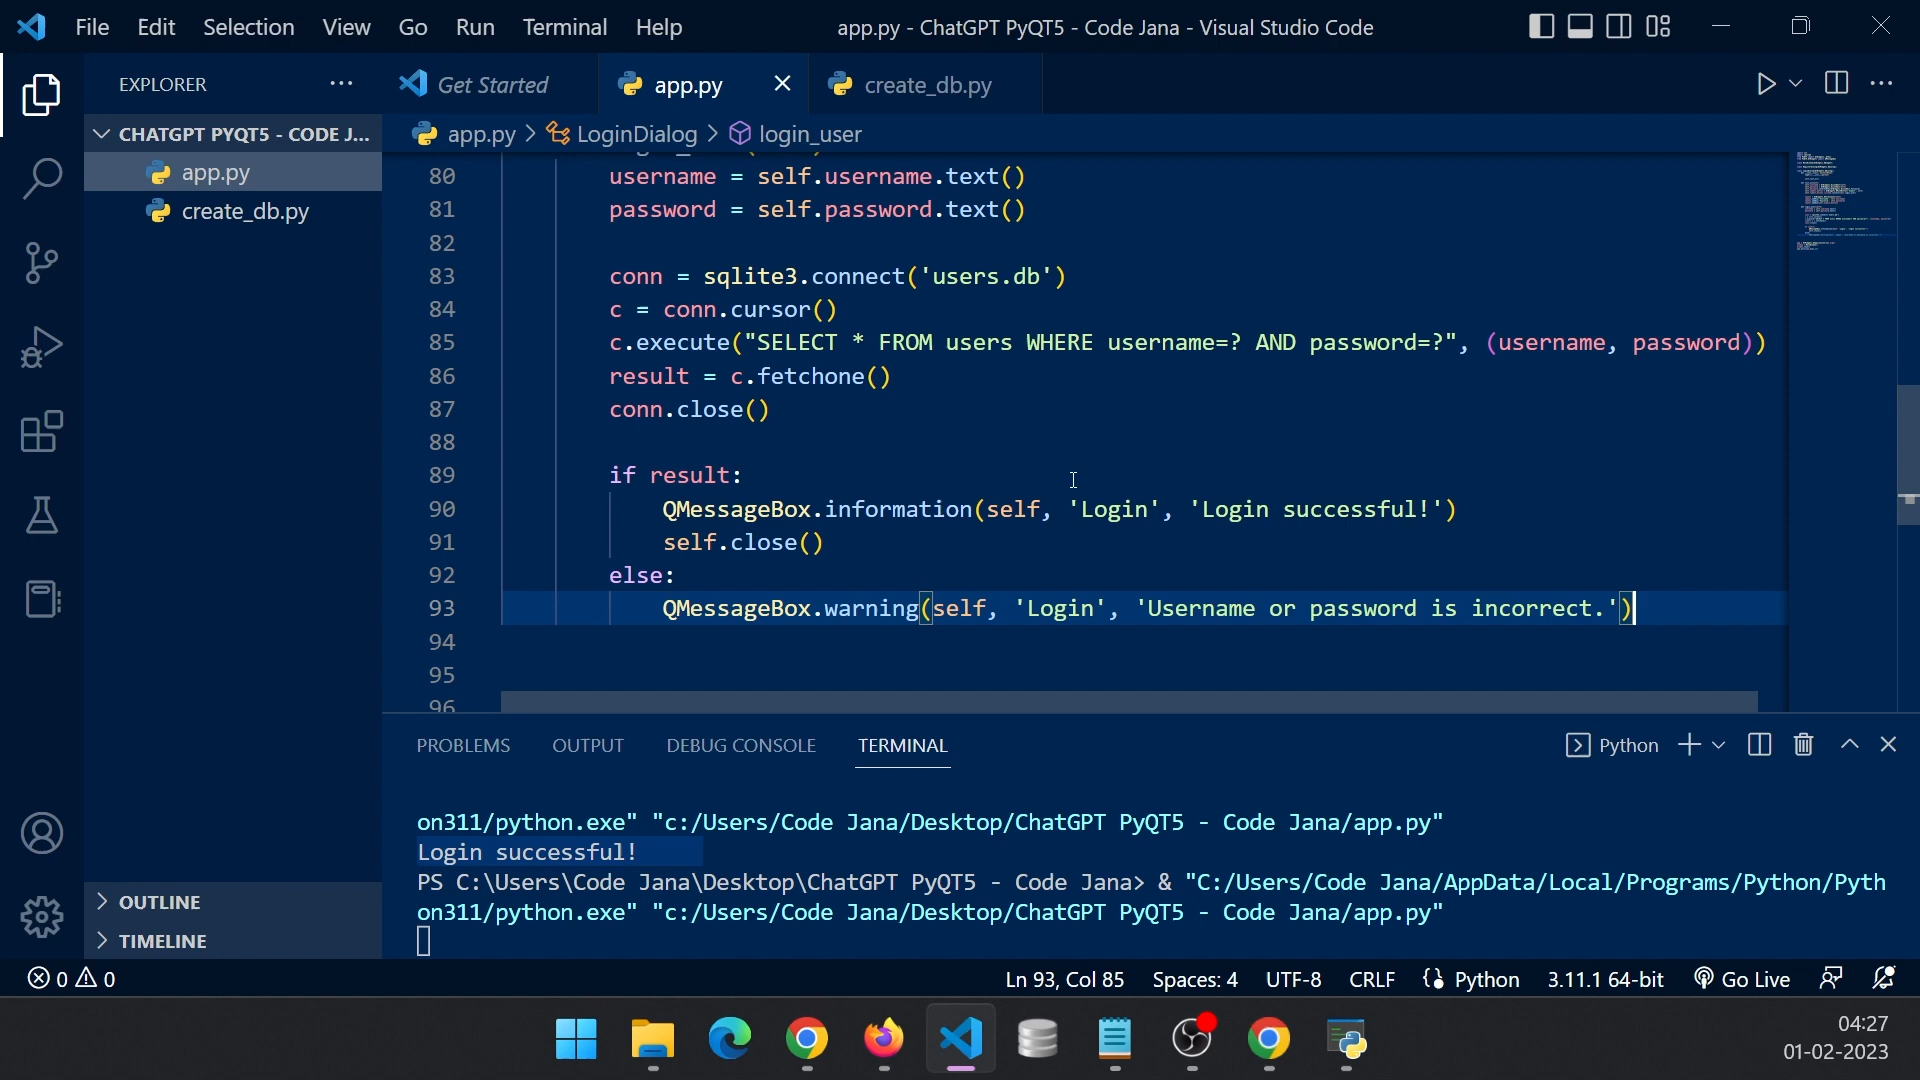 File Edit Selection View Go Run Terminal Help
app.py - ChatGPT PyQT5 - Code Jana - Visual Studio Code
EXPLORER
Get Started
app.py
create_db.py
CHATGPT PYQT5 - CODE J...
app.py
create_db.py
OUTLINE
TIMELINE
app.py > LoginDialog > login_user
80 username = self.username.text()
81 password = self.password.text()
82
83 conn = sqlite3.connect('users.db')
84 c = conn.cursor()
85 c.execute("SELECT * FROM users WHERE username=? AND password=?", (username, password))
86 result = c.fetchone()
87 conn.close()
88
89 if result:
90 QMessageBox.information(self, 'Login', 'Login successful!')
91 self.close()
92 else:
93 QMessageBox.warning(self, 'Login', 'Username or password is incorrect.')
94
95
96
PROBLEMS OUTPUT DEBUG CONSOLE TERMINAL
Python
on311/python.exe" "c:/Users/Code Jana/Desktop/ChatGPT PyQT5 - Code Jana/app.py"
Login successful!
PS C:\Users\Code Jana\Desktop\ChatGPT PyQT5 - Code Jana> & "C:/Users/Code Jana/AppData/Local/Programs/Python/Pyth
on311/python.exe" "c:/Users/Code Jana/Desktop/ChatGPT PyQT5 - Code Jana/app.py"
0 0
Ln 93, Col 85 Spaces: 4 UTF-8 CRLF Python 3.11.1 64-bit Go Live
04:27
01-02-2023